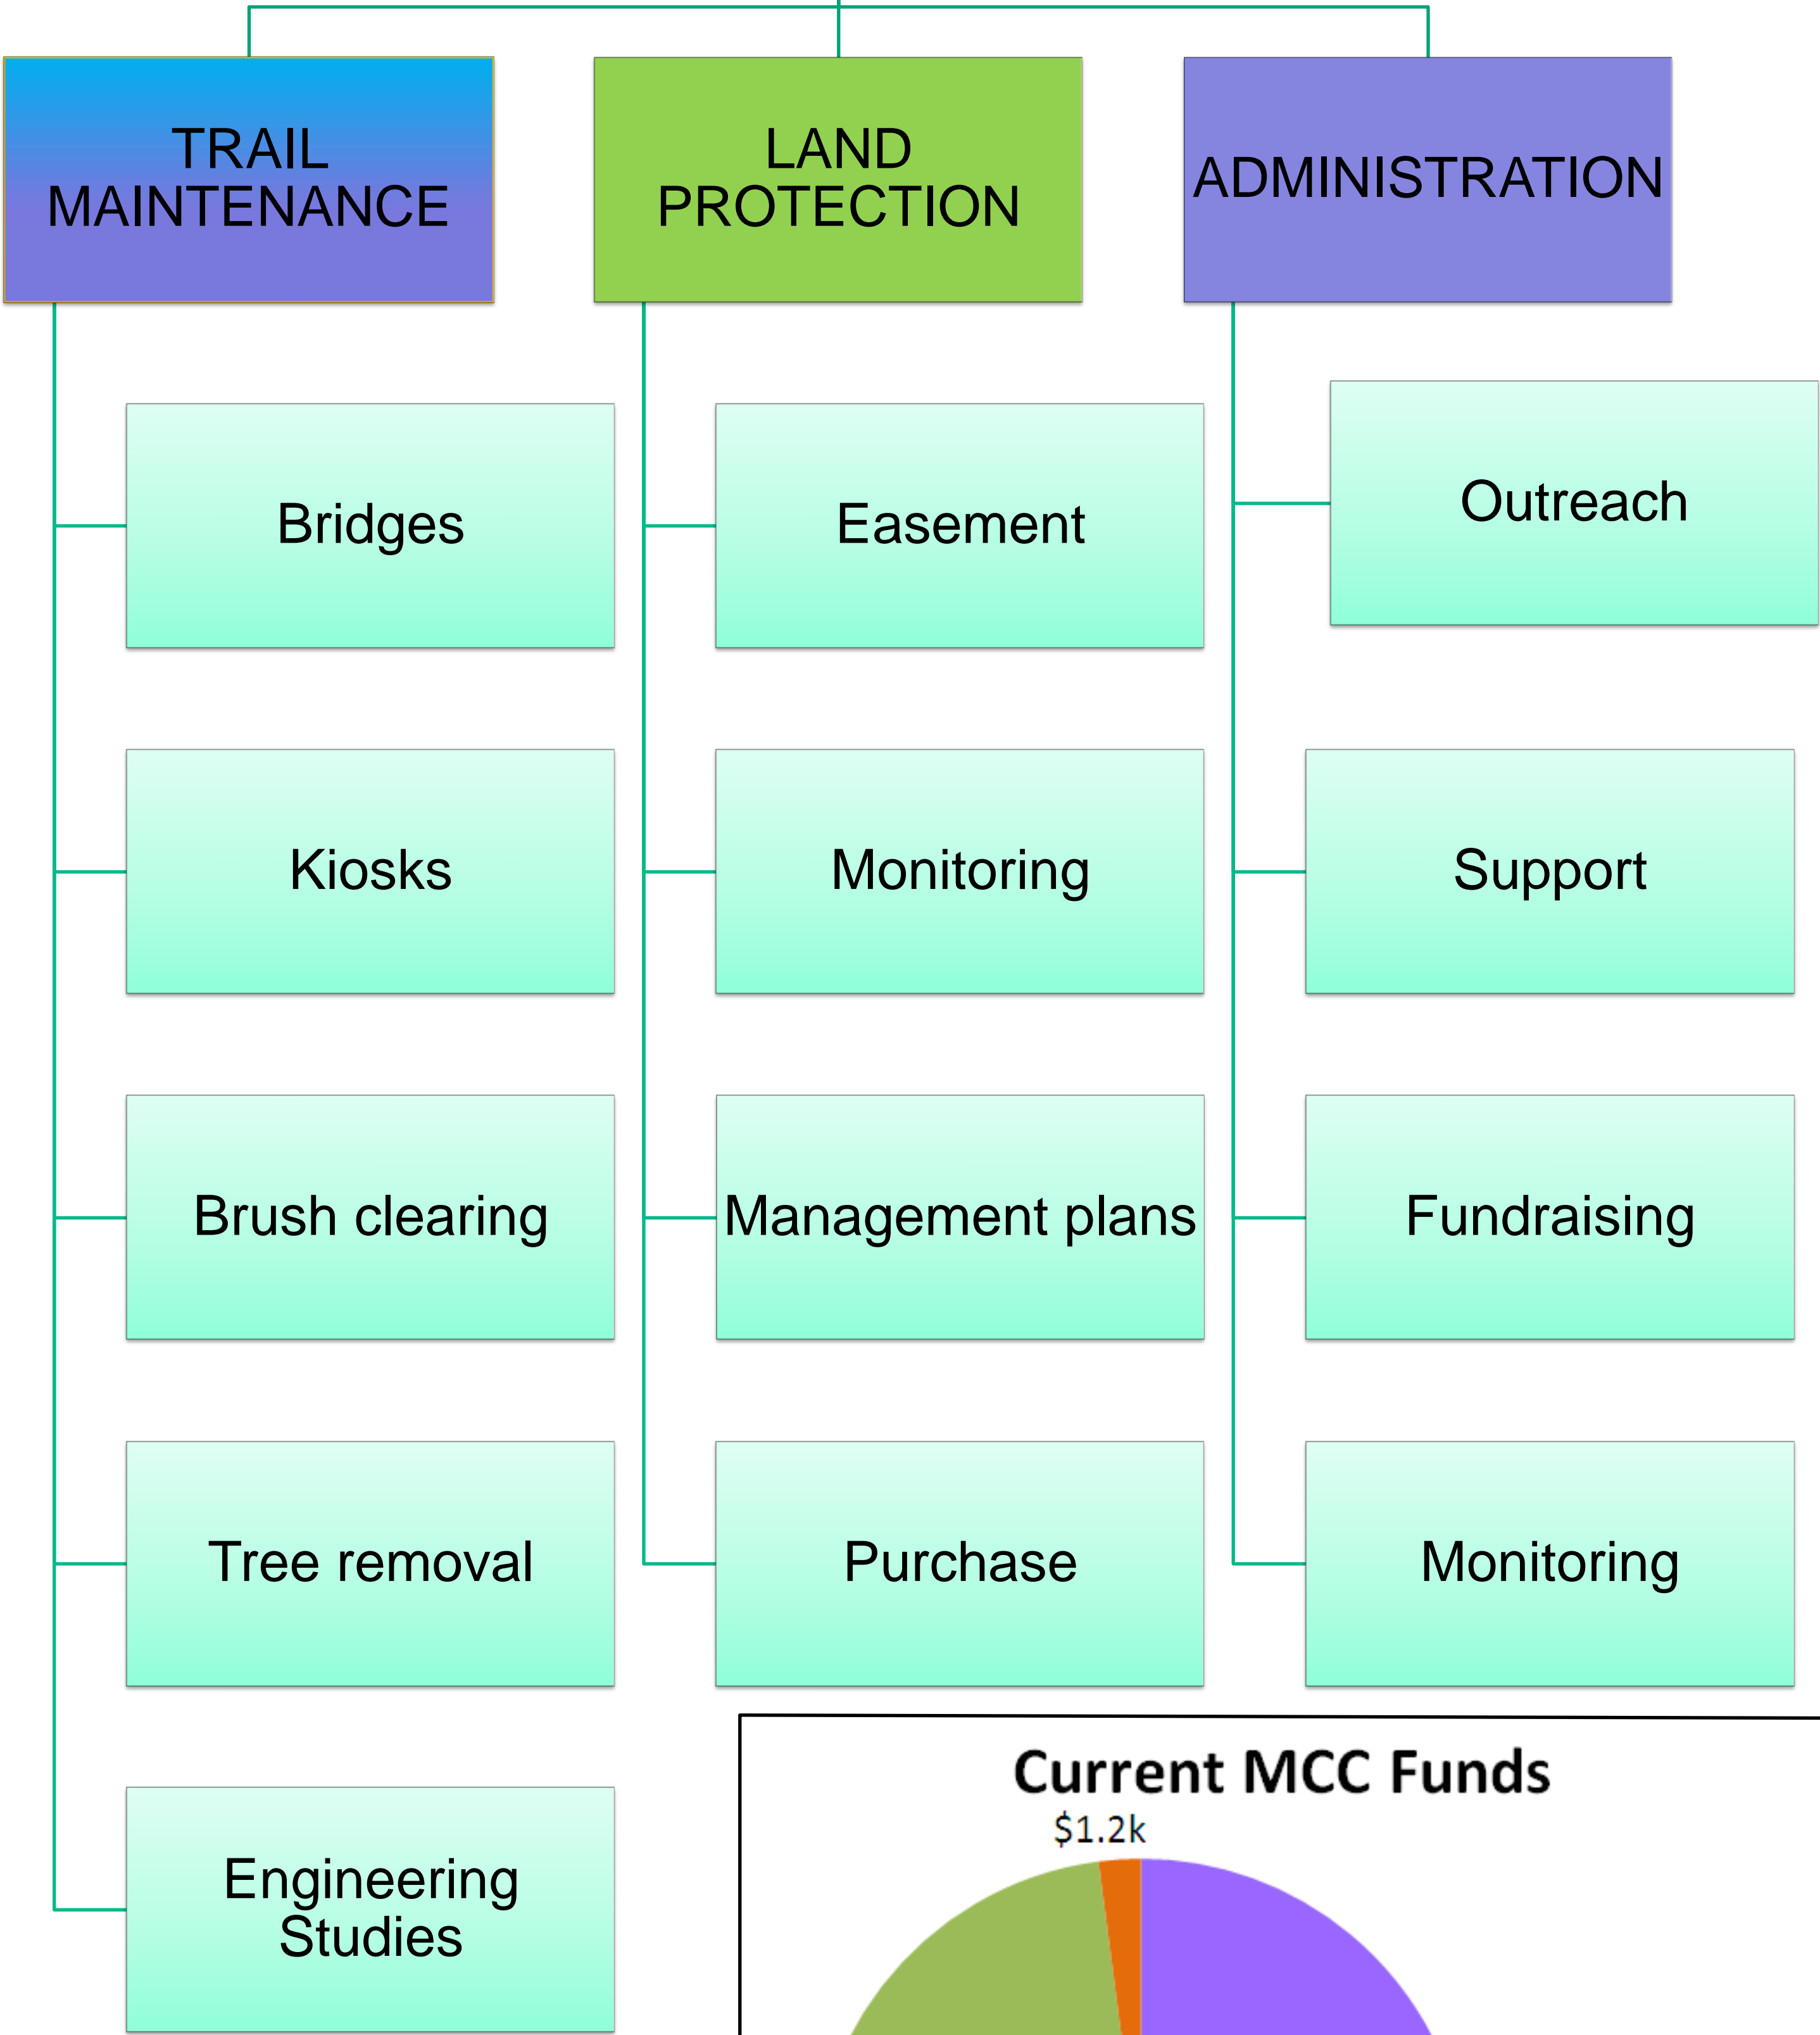 TRAIL
MAINTENANCE
LAND
PROTECTION
ADMINISTRATION
Bridges
Easement
Outreach
Kiosks
Monitoring
Support
Brush clearing
Management plans
Fundraising
Tree removal
Purchase
Monitoring
Engineering
Studies
Current MCC Funds
$1.2k